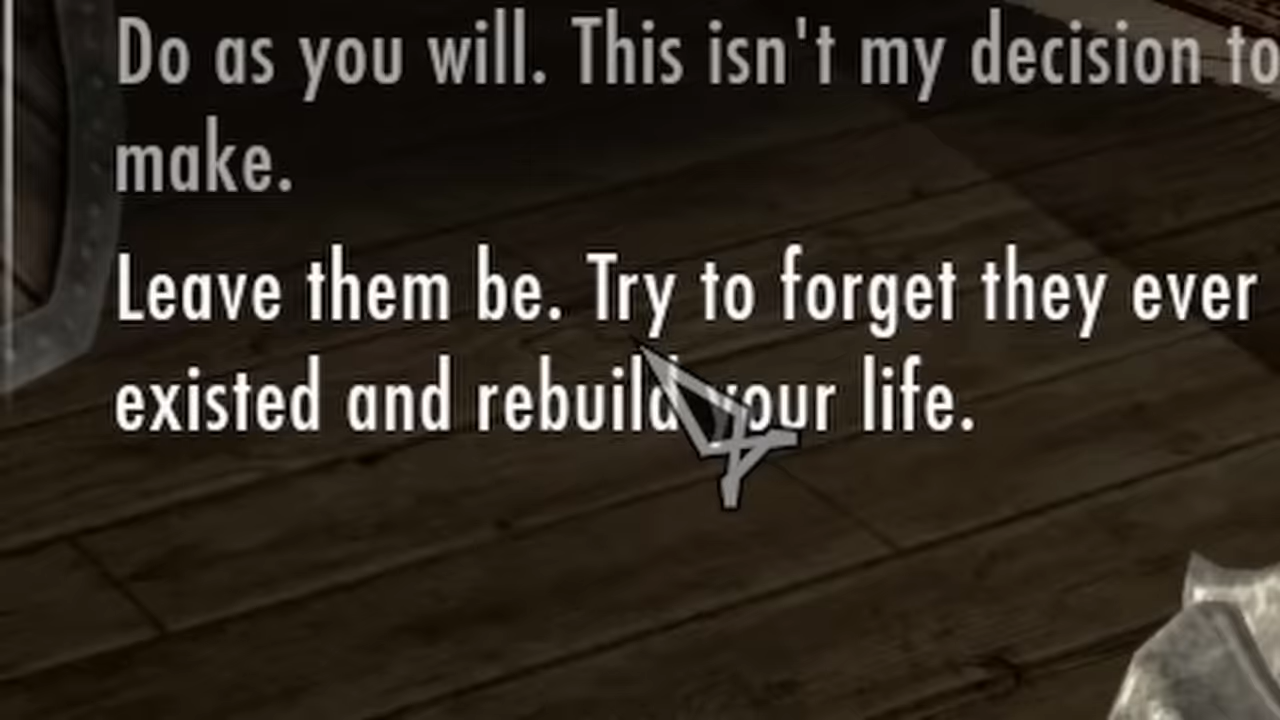 Do as you will. This isn't my decision to
make.
Leave them be. Try to forget they ever
existed and rebuild your life.